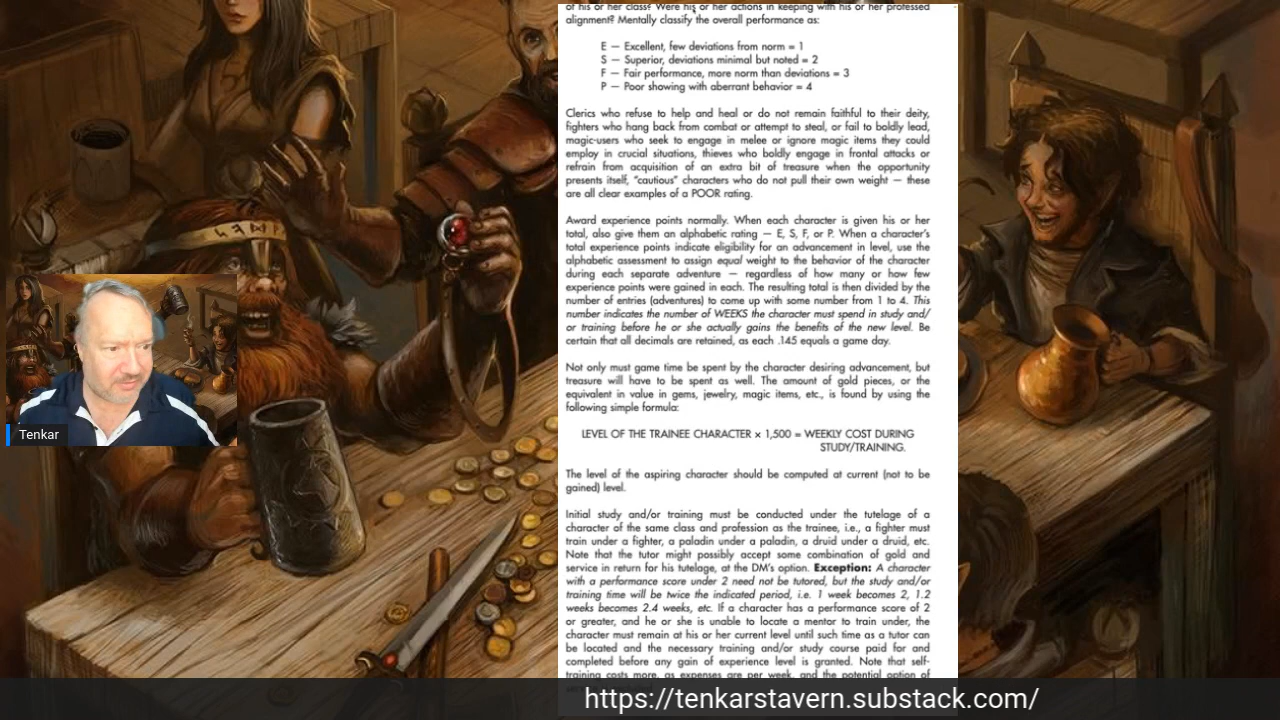 of his or her class? Were his or her actions in keeping with his or her professed
alignment? Mentally classify the overall performance as:
E — Excellent, few deviations from norm = 1
S — Superior, deviations minimal but noted = 2
F — Fair performance, more norm than deviations = 3
P — Poor showing with aberrant behavior = 4
Clerics who refuse to help and heal or do not remain faithful to their deity,
fighters who hang back from combat or attempt to steal, or fail to boldly lead,
magic-users who seek to engage in melee or ignore magic items they could
employ in crucial situations, thieves who boldly engage in frontal attacks or
refrain from acquisition of an extra bit of treasure when the opportunity
presents itself, "cautious" characters who do not pull their own weight — these
are all clear examples of a POOR rating.
Award experience points normally. When each character is given his or her
total, also give them an alphabetic rating — E, S, F, or P. When a character's
total experience points indicate eligibility for an advancement in level, use the
alphabetic assessment to assign equal weight to the behavior of the character
during each separate adventure — regardless of how many or how few
experience points were gained in each. The resulting total is then divided by the
number of entries (adventures) to come up with some number from 1 to 4. This
number indicates the number of WEEKS the character must spend in study and/
or training before he or she actually gains the benefits of the new level. Be
certain that all decimals are retained, as each .145 equals a game day.
Not only must game time be spent by the character desiring advancement, but
treasure will have to be spent as well. The amount of gold pieces, or the
equivalent in value in gems, jewelry, magic items, etc., is found by using the
following simple formula:
LEVEL OF THE TRAINEE CHARACTER × 1,500 = WEEKLY COST DURING
STUDY/TRAINING.
The level of the aspiring character should be computed at current (not to be
gained) level.
Initial study and/or training must be conducted under the tutelage of a
character of the same class and profession as the trainee, i.e., a fighter must
train under a fighter, a paladin under a paladin, a druid under a druid, etc.
Note that the tutor might possibly accept some combination of gold and
service in return for his tutelage, at the DM's option. Exception: A character
with a performance score under 2 need not be tutored, but the study and/or
training time will be twice the indicated period, i.e. 1 week becomes 2, 1.2
weeks becomes 2.4 weeks, etc. If a character has a performance score of 2
or greater, and he or she is unable to locate a mentor to train under, the
character must remain at his or her current level until such time as a tutor can
be located and the necessary training and/or study course paid for and
completed before any gain of experience level is granted. Note that self-
training costs more, as expenses are per week, and the potential option of
Tenkar
https://tenkarstavern.substack.com/